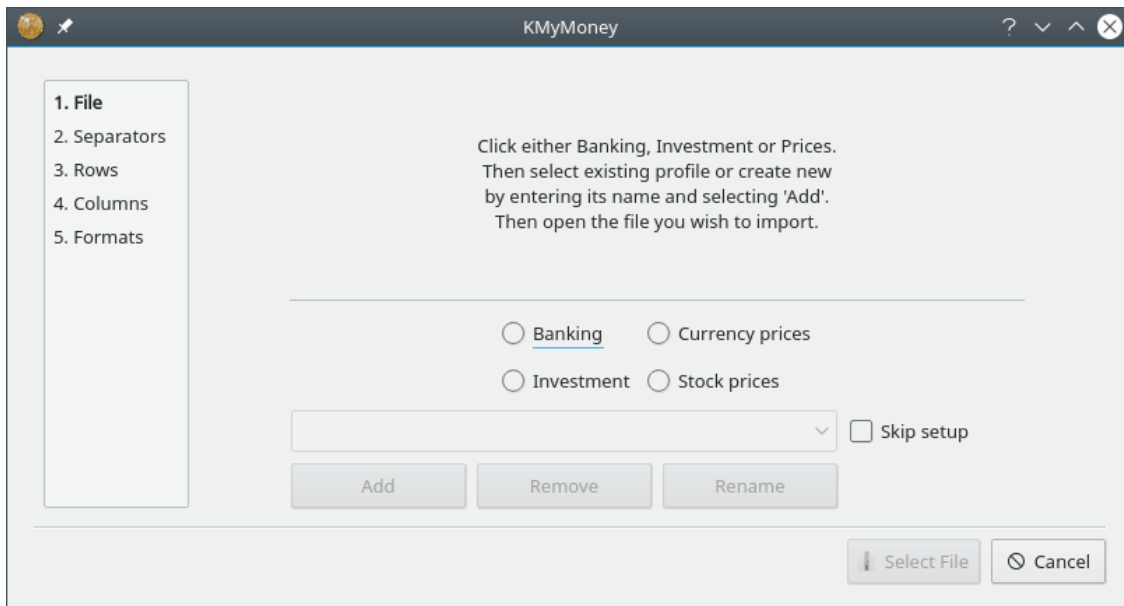 KMyMoney
1. File
2. Separators
3. Rows
4. Columns
5. Formats
Click either Banking, Investment or Prices.
Then select existing profile or create new
by entering its name and selecting 'Add'.
Then open the file you wish to import.
Banking
Currency prices
Investment
Stock prices
Skip setup
Add
Remove
Rename
Select File
Cancel